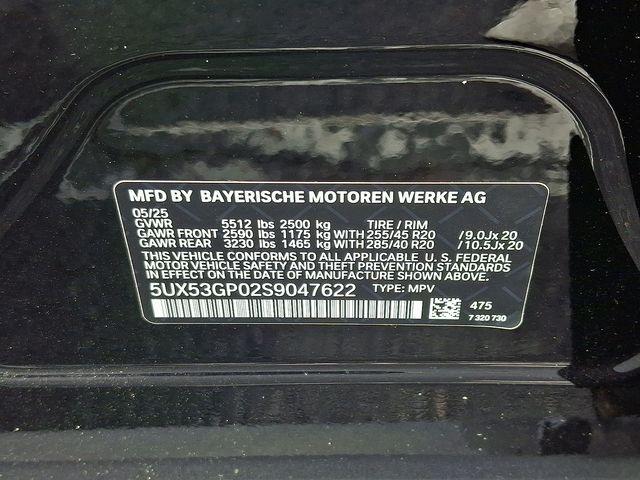 MFD BY BAYERISCHE MOTOREN WERKE AG
05/25
GVWR 5512 lbs 2500 kg TIRE / RIM
GAWR FRONT 2590 lbs 1175 kg WITH 255/45 R20 / 9.0Jx 20
GAWR REAR 3230 lbs 1465 kg WITH 285/40 R20 / 10.5Jx 20
THIS VEHICLE CONFORMS TO ALL APPLICABLE U. S. FEDERAL
MOTOR VEHICLE SAFETY AND THEFT PREVENTION STANDARDS
IN EFFECT ON THE DATE OF MANUFACTURE SHOWN ABOVE.
5UX53GP02S9047622 TYPE: MPV
475
7 320 730